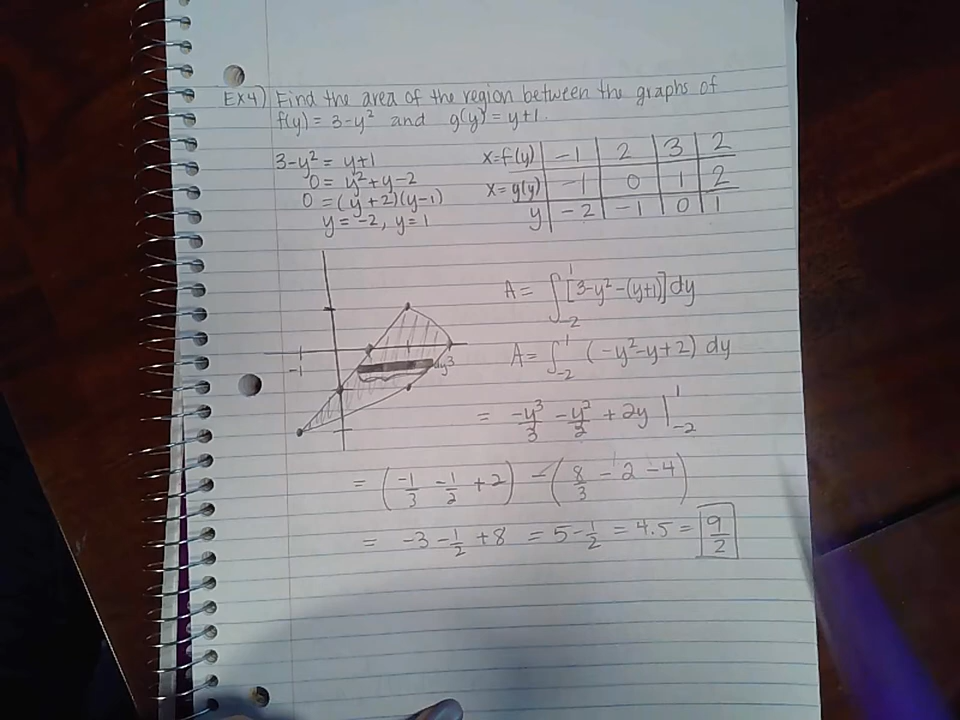 Ex 4) Find the area of the region between the graphs of
f(y) = 3-y² and g(y) = y+1.
3-y² = y+1
0 = y²+y-2
0 = (y+2)(y-1)
y = -2, y = 1
x=f(y) -1 2 3 2
x=g(y) -1 0 1 2
y -2 -1 0 1
-1 3
A = ∫₋₂¹ [3-y²-(y+1)] dy
A = ∫₋₂¹ (-y²-y+2) dy
= -y³/3 - y²/2 + 2y |₋₂¹
= (-1/3 - 1/2 + 2) - (8/3 - 2 - 4)
= -3 - 1/2 + 8 = 5 - 1/2 = 4.5 = 9/2